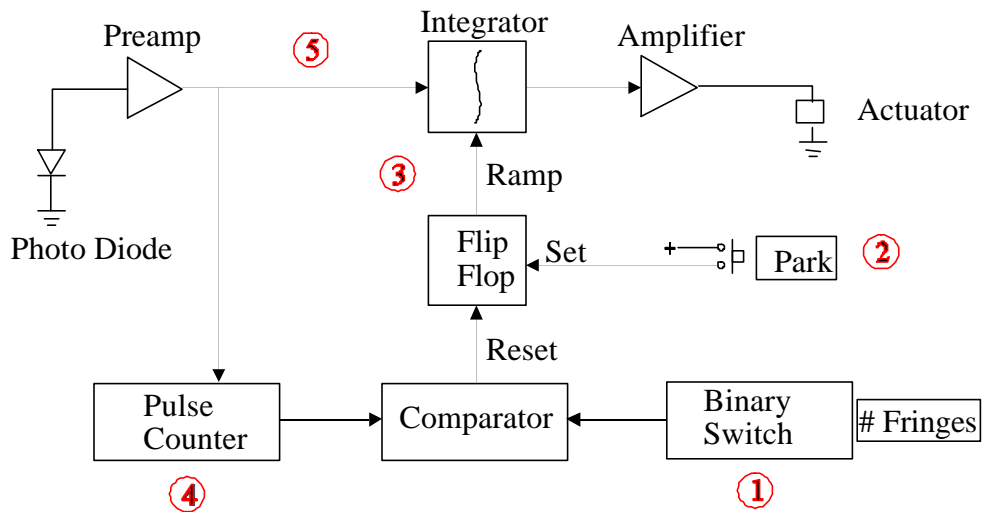 Preamp
5
Integrator
Amplifier
Actuator
3
Ramp
Photo Diode
Flip
Flop
Set
+
Park
2
Reset
Pulse
Counter
Comparator
Binary
Switch
# Fringes
4
1